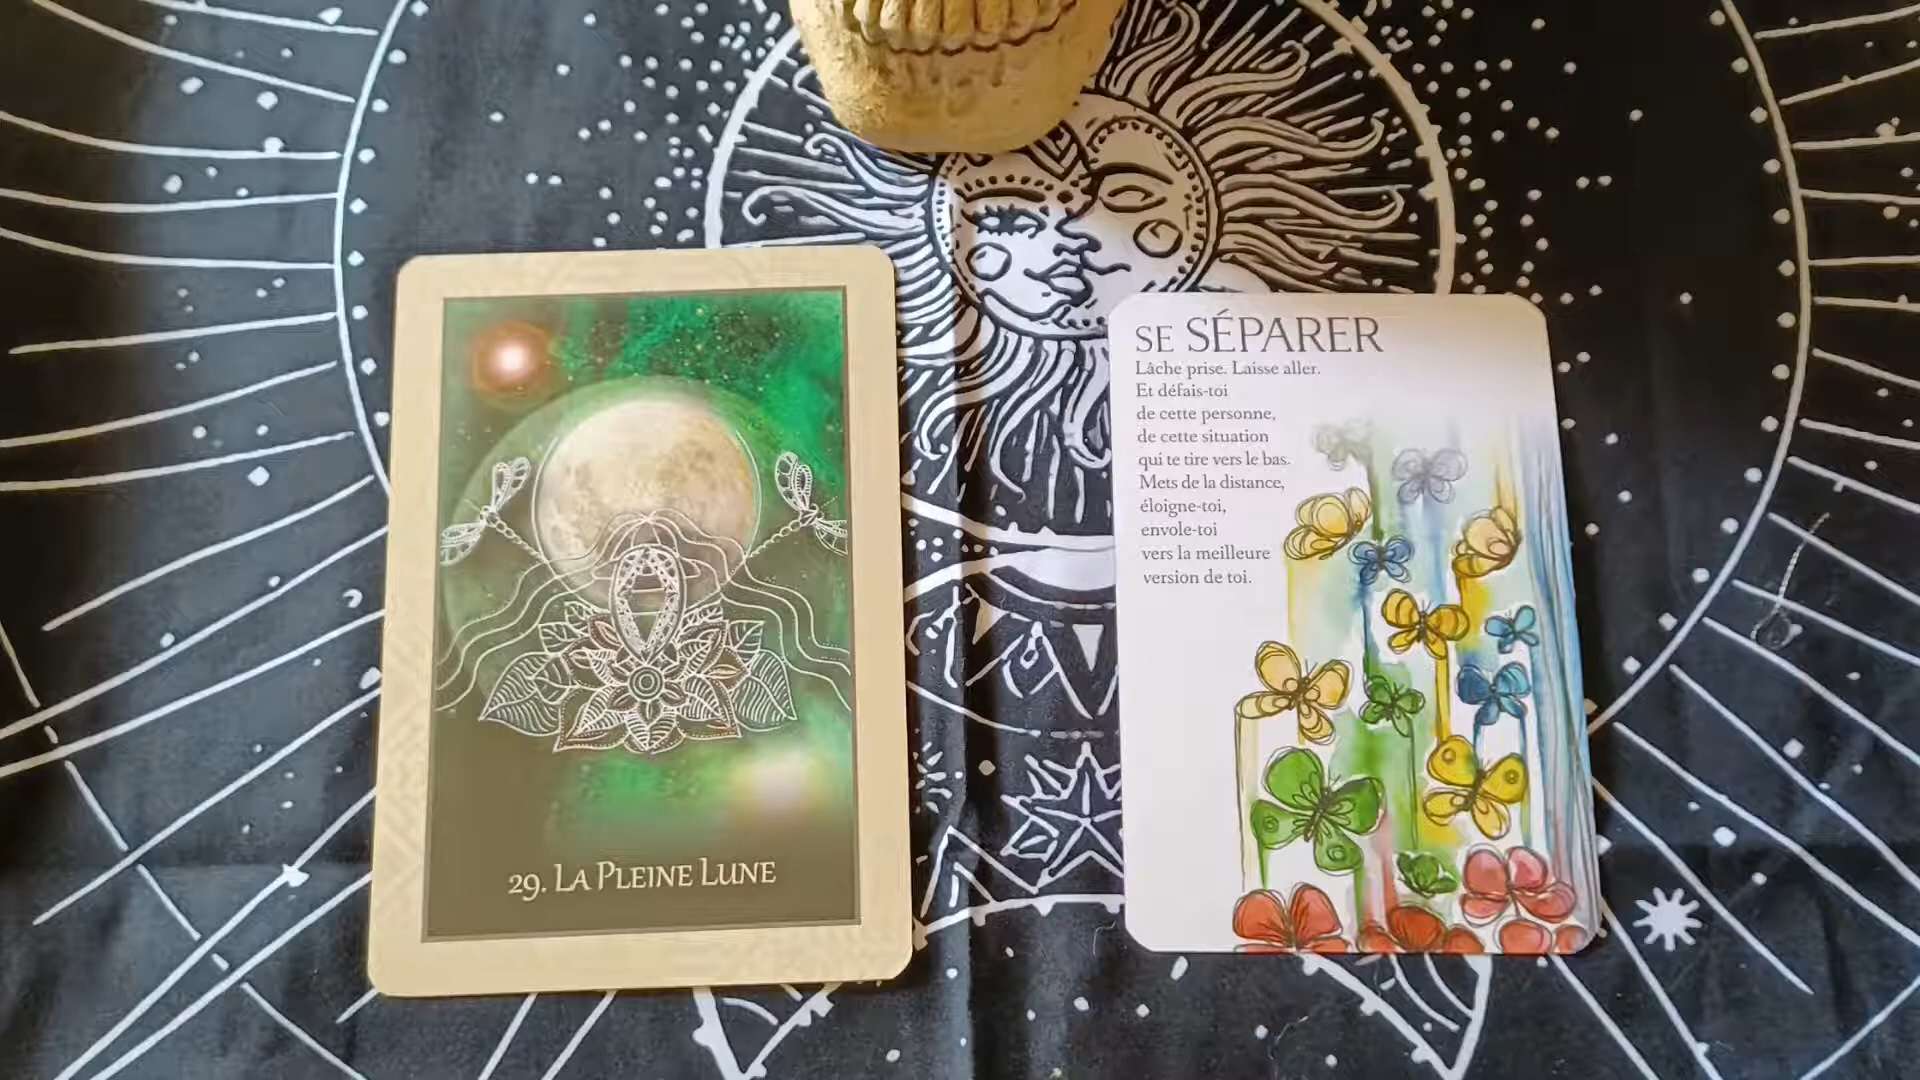 29. LA PLEINE LUNE
SE SÉPARER
Lâche prise. Laisse aller.
Et défais-toi
de cette personne,
de cette situation
qui te tire vers le bas.
Mets de la distance,
éloigne-toi,
envole-toi
vers la meilleure
version de toi.